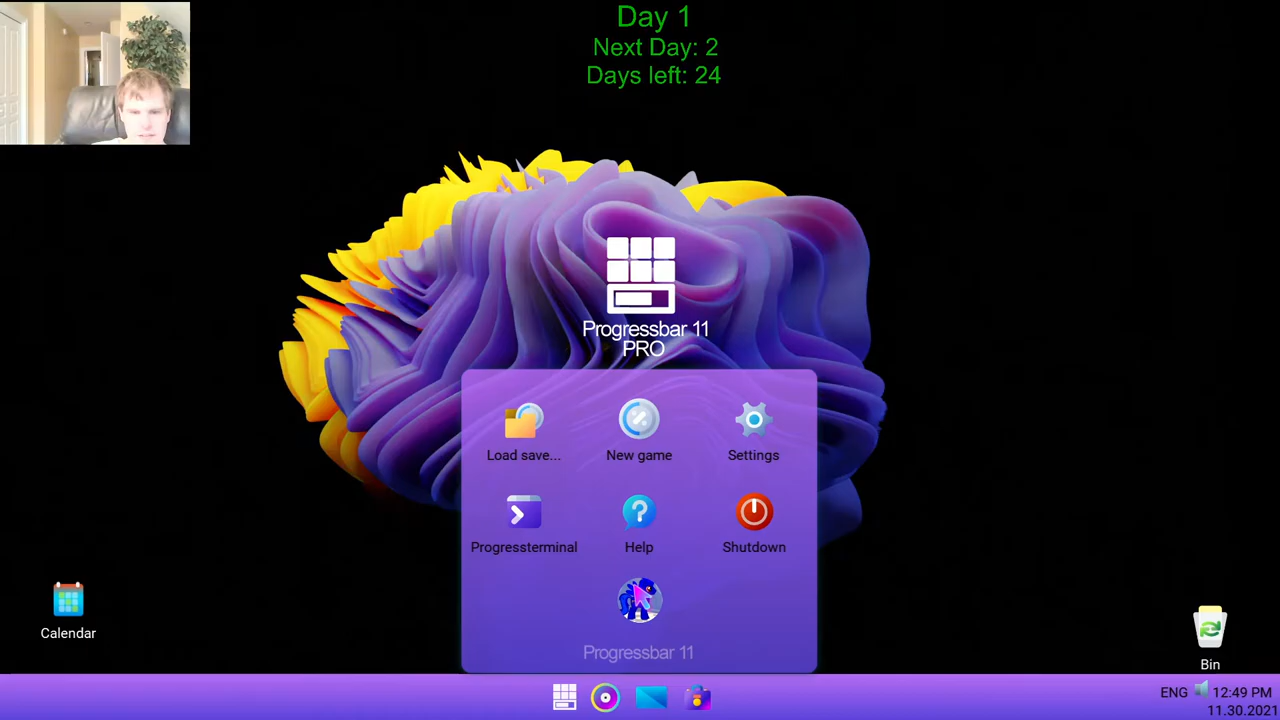 Day 1
Next Day: 2
Days left: 24
Progressbar 11
PRO
Load save...
New game
Settings
Progressterminal
Help
Shutdown
Progressbar 11
Calendar
Bin
ENG 12:49 PM
11.30.2021